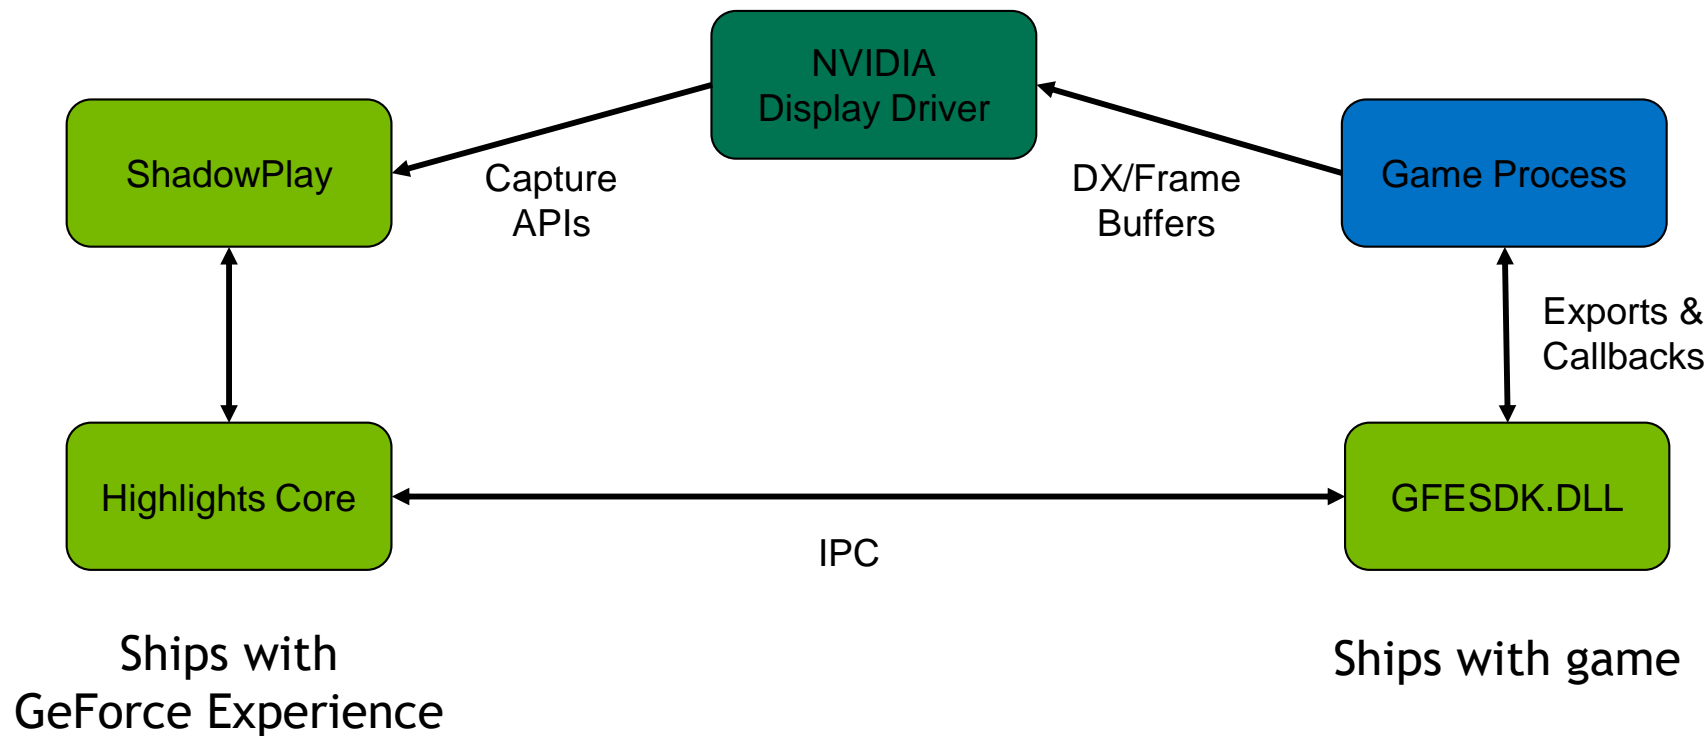 NVIDIA
Display Driver
ShadowPlay
Capture
APIs
DX/Frame
Buffers
Game Process
Exports &
Callbacks
Highlights Core
IPC
GFESDK.DLL
Ships with
GeForce Experience
Ships with game